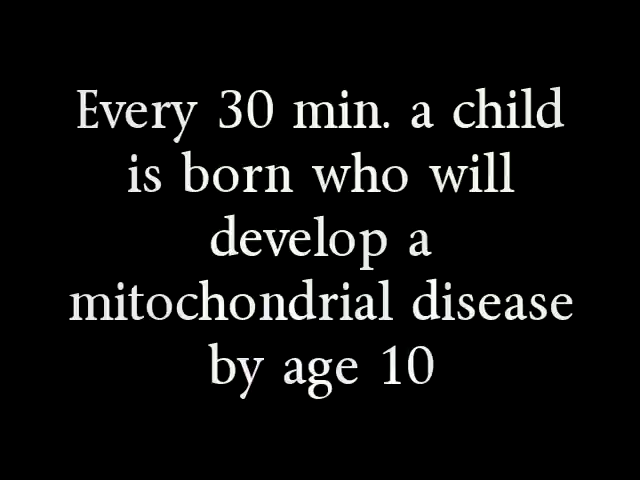 Every 30 min. a child
is born who will
develop a
mitochondrial disease
by age 10